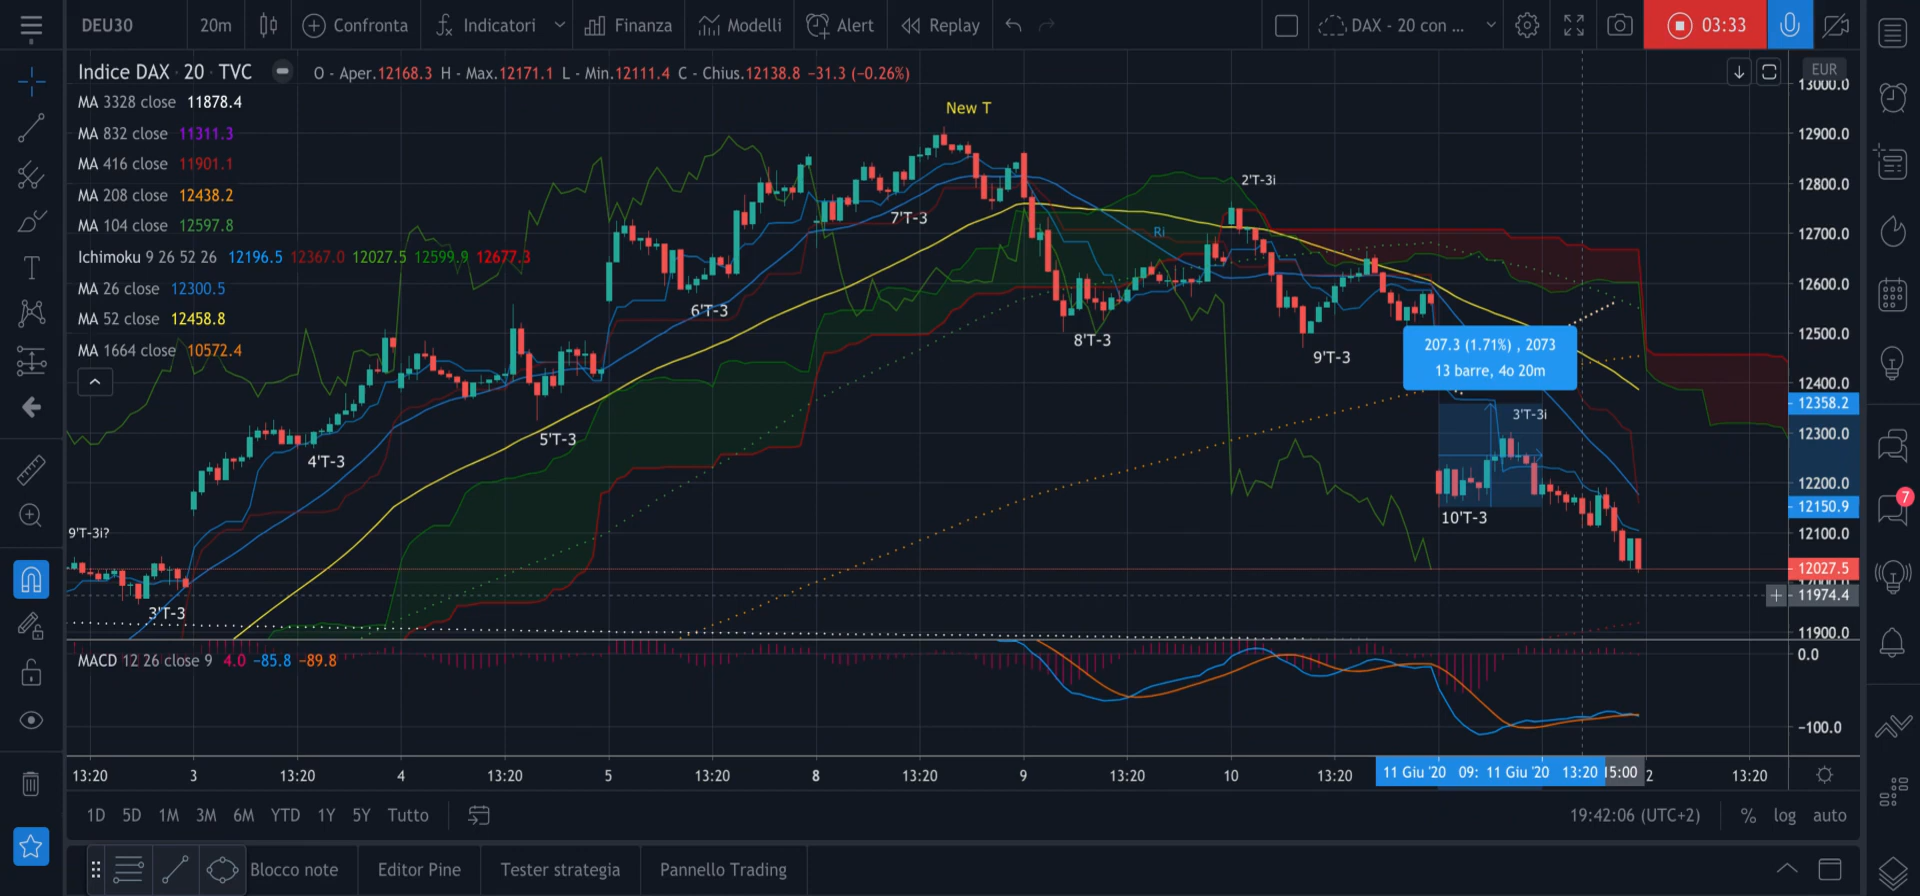 DEU30 20m Confronta Indicatori Finanza Modelli Alert Replay DAX - 20 con ... 03:33
Indice DAX · 20 · TVC O - Aper.12168.3 H - Max.12171.1 L - Min.12111.4 C - Chius.12138.8 −31.3 (−0.26%)
EUR
MA 3328 close 11878.4
MA 832 close 11311.3
MA 416 close 11901.1
MA 208 close 12438.2
MA 104 close 12597.8
Ichimoku 9 26 52 26 12196.5 12367.0 12027.5 12599.9 12677.3
MA 26 close 12300.5
MA 52 close 12458.8
MA 1664 close 10572.4
New T
2'T-3i
7'T-3
Ri
6'T-3
8'T-3
9'T-3
207.3 (1.71%) , 2073
13 barre, 4o 20m
3'T-3i
5'T-3
4'T-3
10'T-3
9'T-3i?
3'T-3
13000.0
12900.0
12800.0
12700.0
12600.0
12500.0
12400.0
12358.2
12300.0
12200.0
12150.9
12100.0
12027.5
11974.4
11900.0
7
MACD 12 26 close 9 4.0 −85.8 −89.8
0.0
−100.0
13:20 3 13:20 4 13:20 5 13:20 8 13:20 9 13:20 10 13:20 11 Giu '20 09: 11 Giu '20 13:20 15:00 2 13:20
1D 5D 1M 3M 6M YTD 1Y 5Y Tutto 19:42:06 (UTC+2) % log auto
Blocco note Editor Pine Tester strategia Pannello Trading